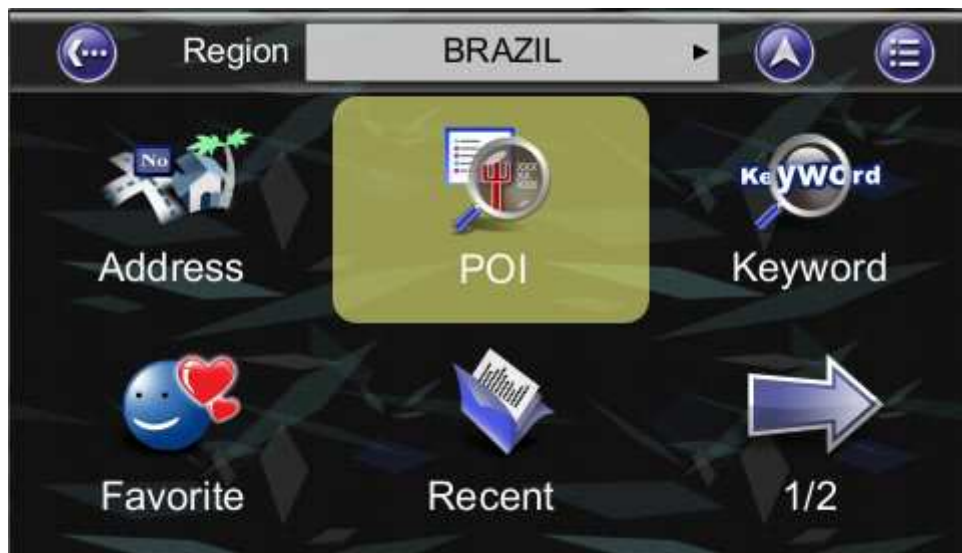 Region BRAZIL
No
KeyWOrd
Address POI Keyword
Favorite Recent 1/2